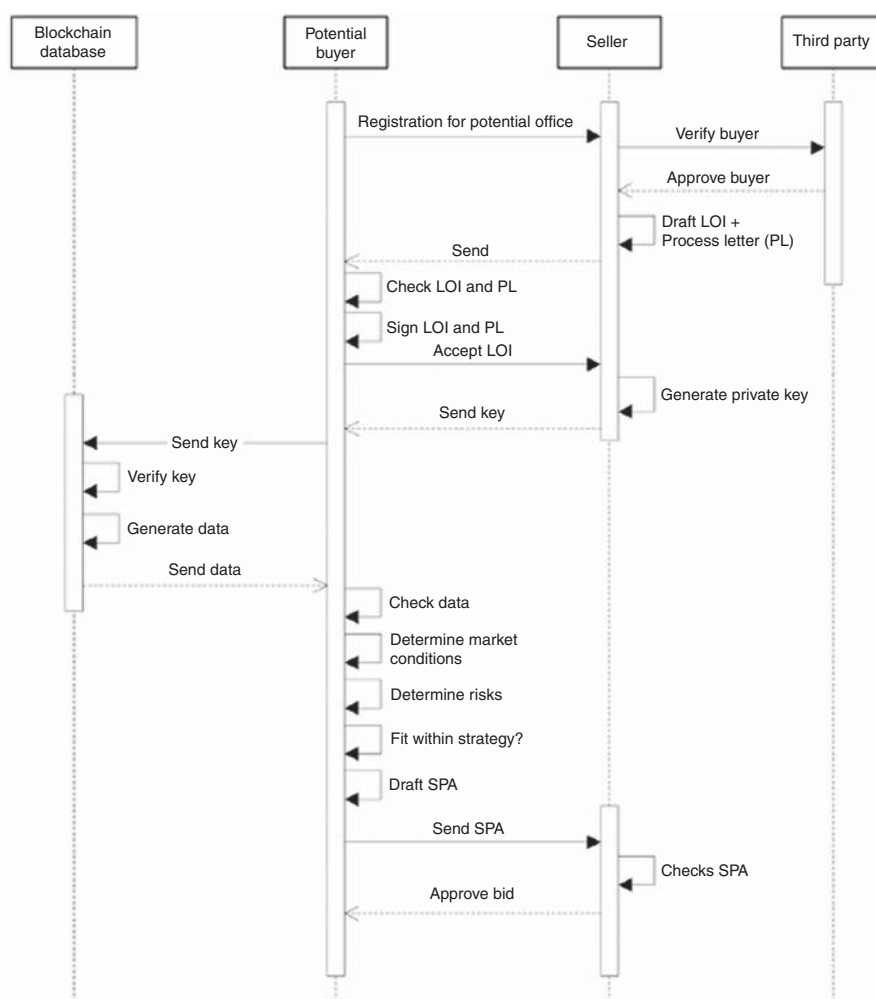 Blockchain
database
Potential
buyer
Seller
Third party
Registration for potential office
Verify buyer
Approve buyer
Draft LOI +
Process letter (PL)
Send
Check LOI and PL
Sign LOI and PL
Accept LOI
Generate private key
Send key
Send key
Verify key
Generate data
Send data
Check data
Determine market
conditions
Determine risks
Fit within strategy?
Draft SPA
Send SPA
Checks SPA
Approve bid